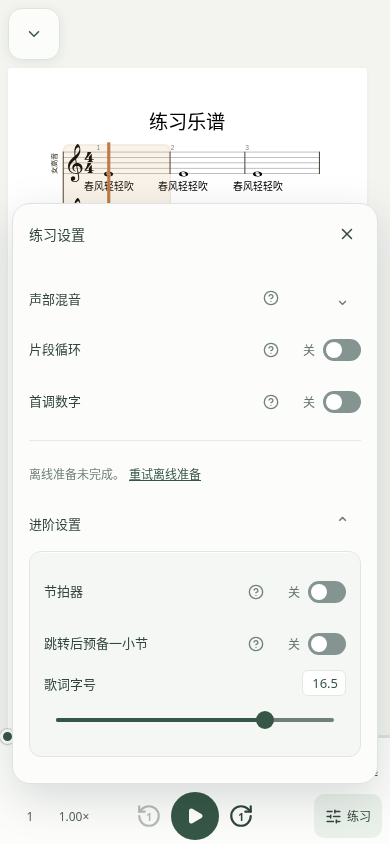 练习乐谱
1 2 3
女高音
4
4
春风轻轻吹 春风轻轻吹 春风轻轻吹
练习设置
声部混音
片段循环 关
首调数字 关
离线准备未完成。 重试离线准备
进阶设置
节拍器 关
跳转后预备一小节 关
歌词字号 16.5
1 1.00× 1 1 练习